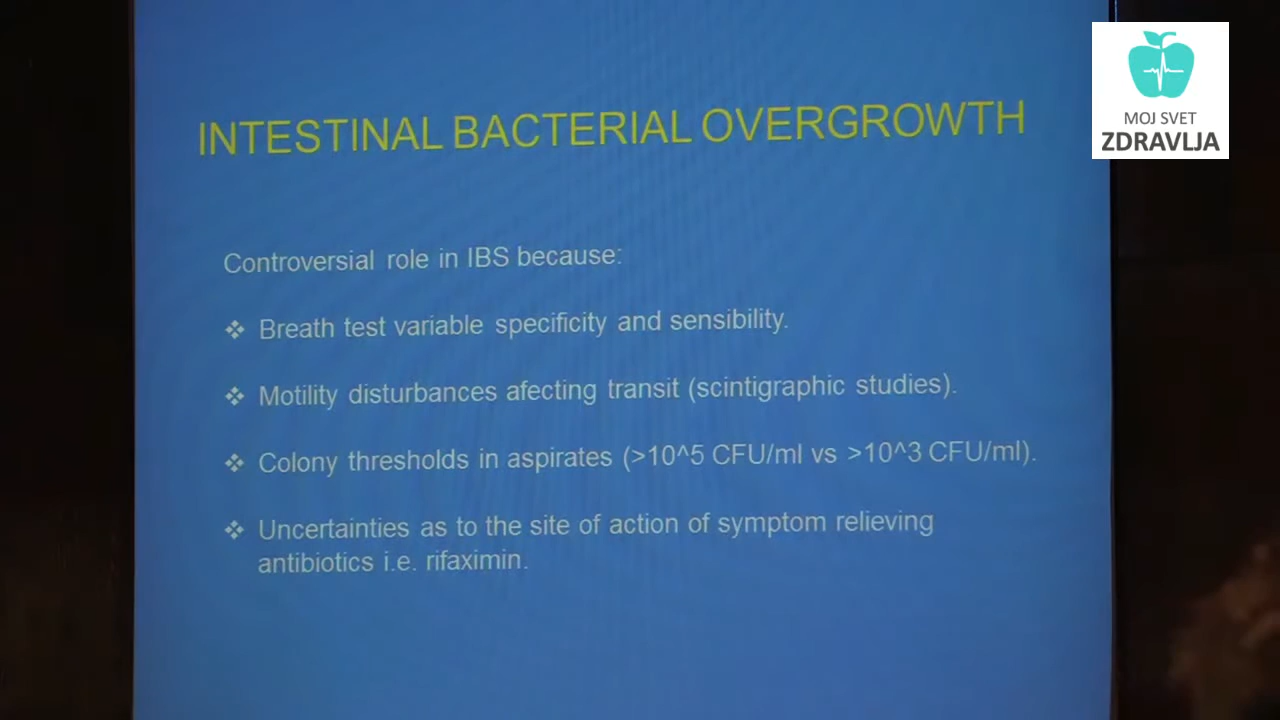 INTESTINAL BACTERIAL OVERGROWTH
MOJ SVET
ZDRAVLJA
Controversial role in IBS because:
❖ Breath test variable specificity and sensibility.
❖ Motility disturbances afecting transit (scintigraphic studies).
❖ Colony thresholds in aspirates (>10^5 CFU/ml vs >10^3 CFU/ml).
❖ Uncertainties as to the site of action of symptom relieving
antibiotics i.e. rifaximin.